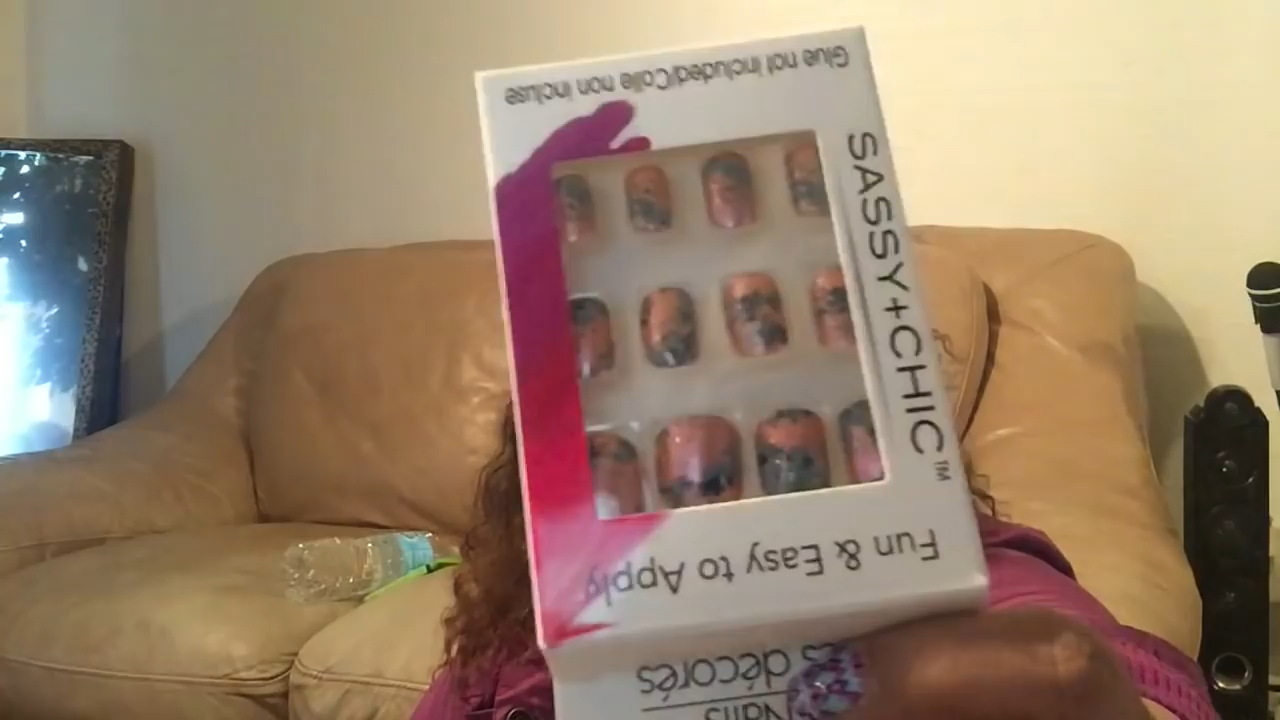 Fun & Easy to Apply
SASSY+CHIC™
Glue not included/Colle non incluse
décorés